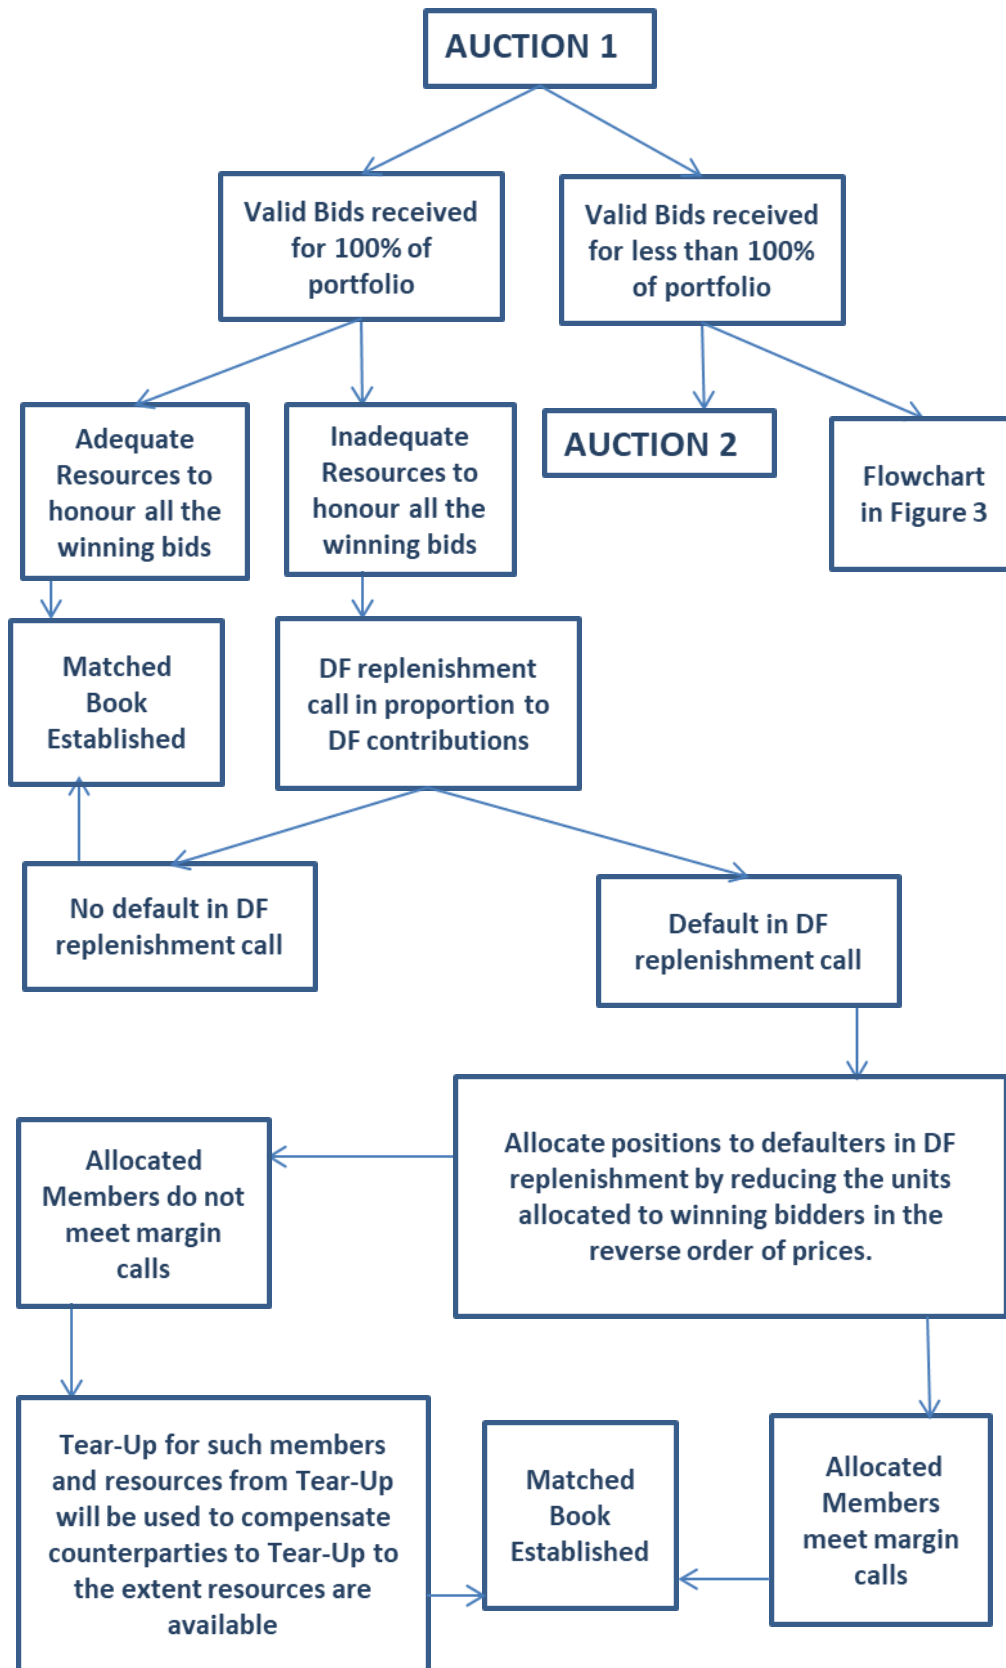 AUCTION 1
Valid Bids received
for 100% of
portfolio
Valid Bids received
for less than 100%
of portfolio
Adequate
Resources to
honour all the
winning bids
Inadequate
Resources to
honour all the
winning bids
AUCTION 2
Flowchart
in Figure 3
Matched
Book
Established
DF replenishment
call in proportion to
DF contributions
No default in DF
replenishment call
Default in DF
replenishment call
Allocated
Members do not
meet margin
calls
Allocate positions to defaulters in DF
replenishment by reducing the units
allocated to winning bidders in the
reverse order of prices.
Tear-Up for such members
and resources from Tear-Up
will be used to compensate
counterparties to Tear-Up to
the extent resources are
available
Matched
Book
Established
Allocated
Members
meet margin
calls